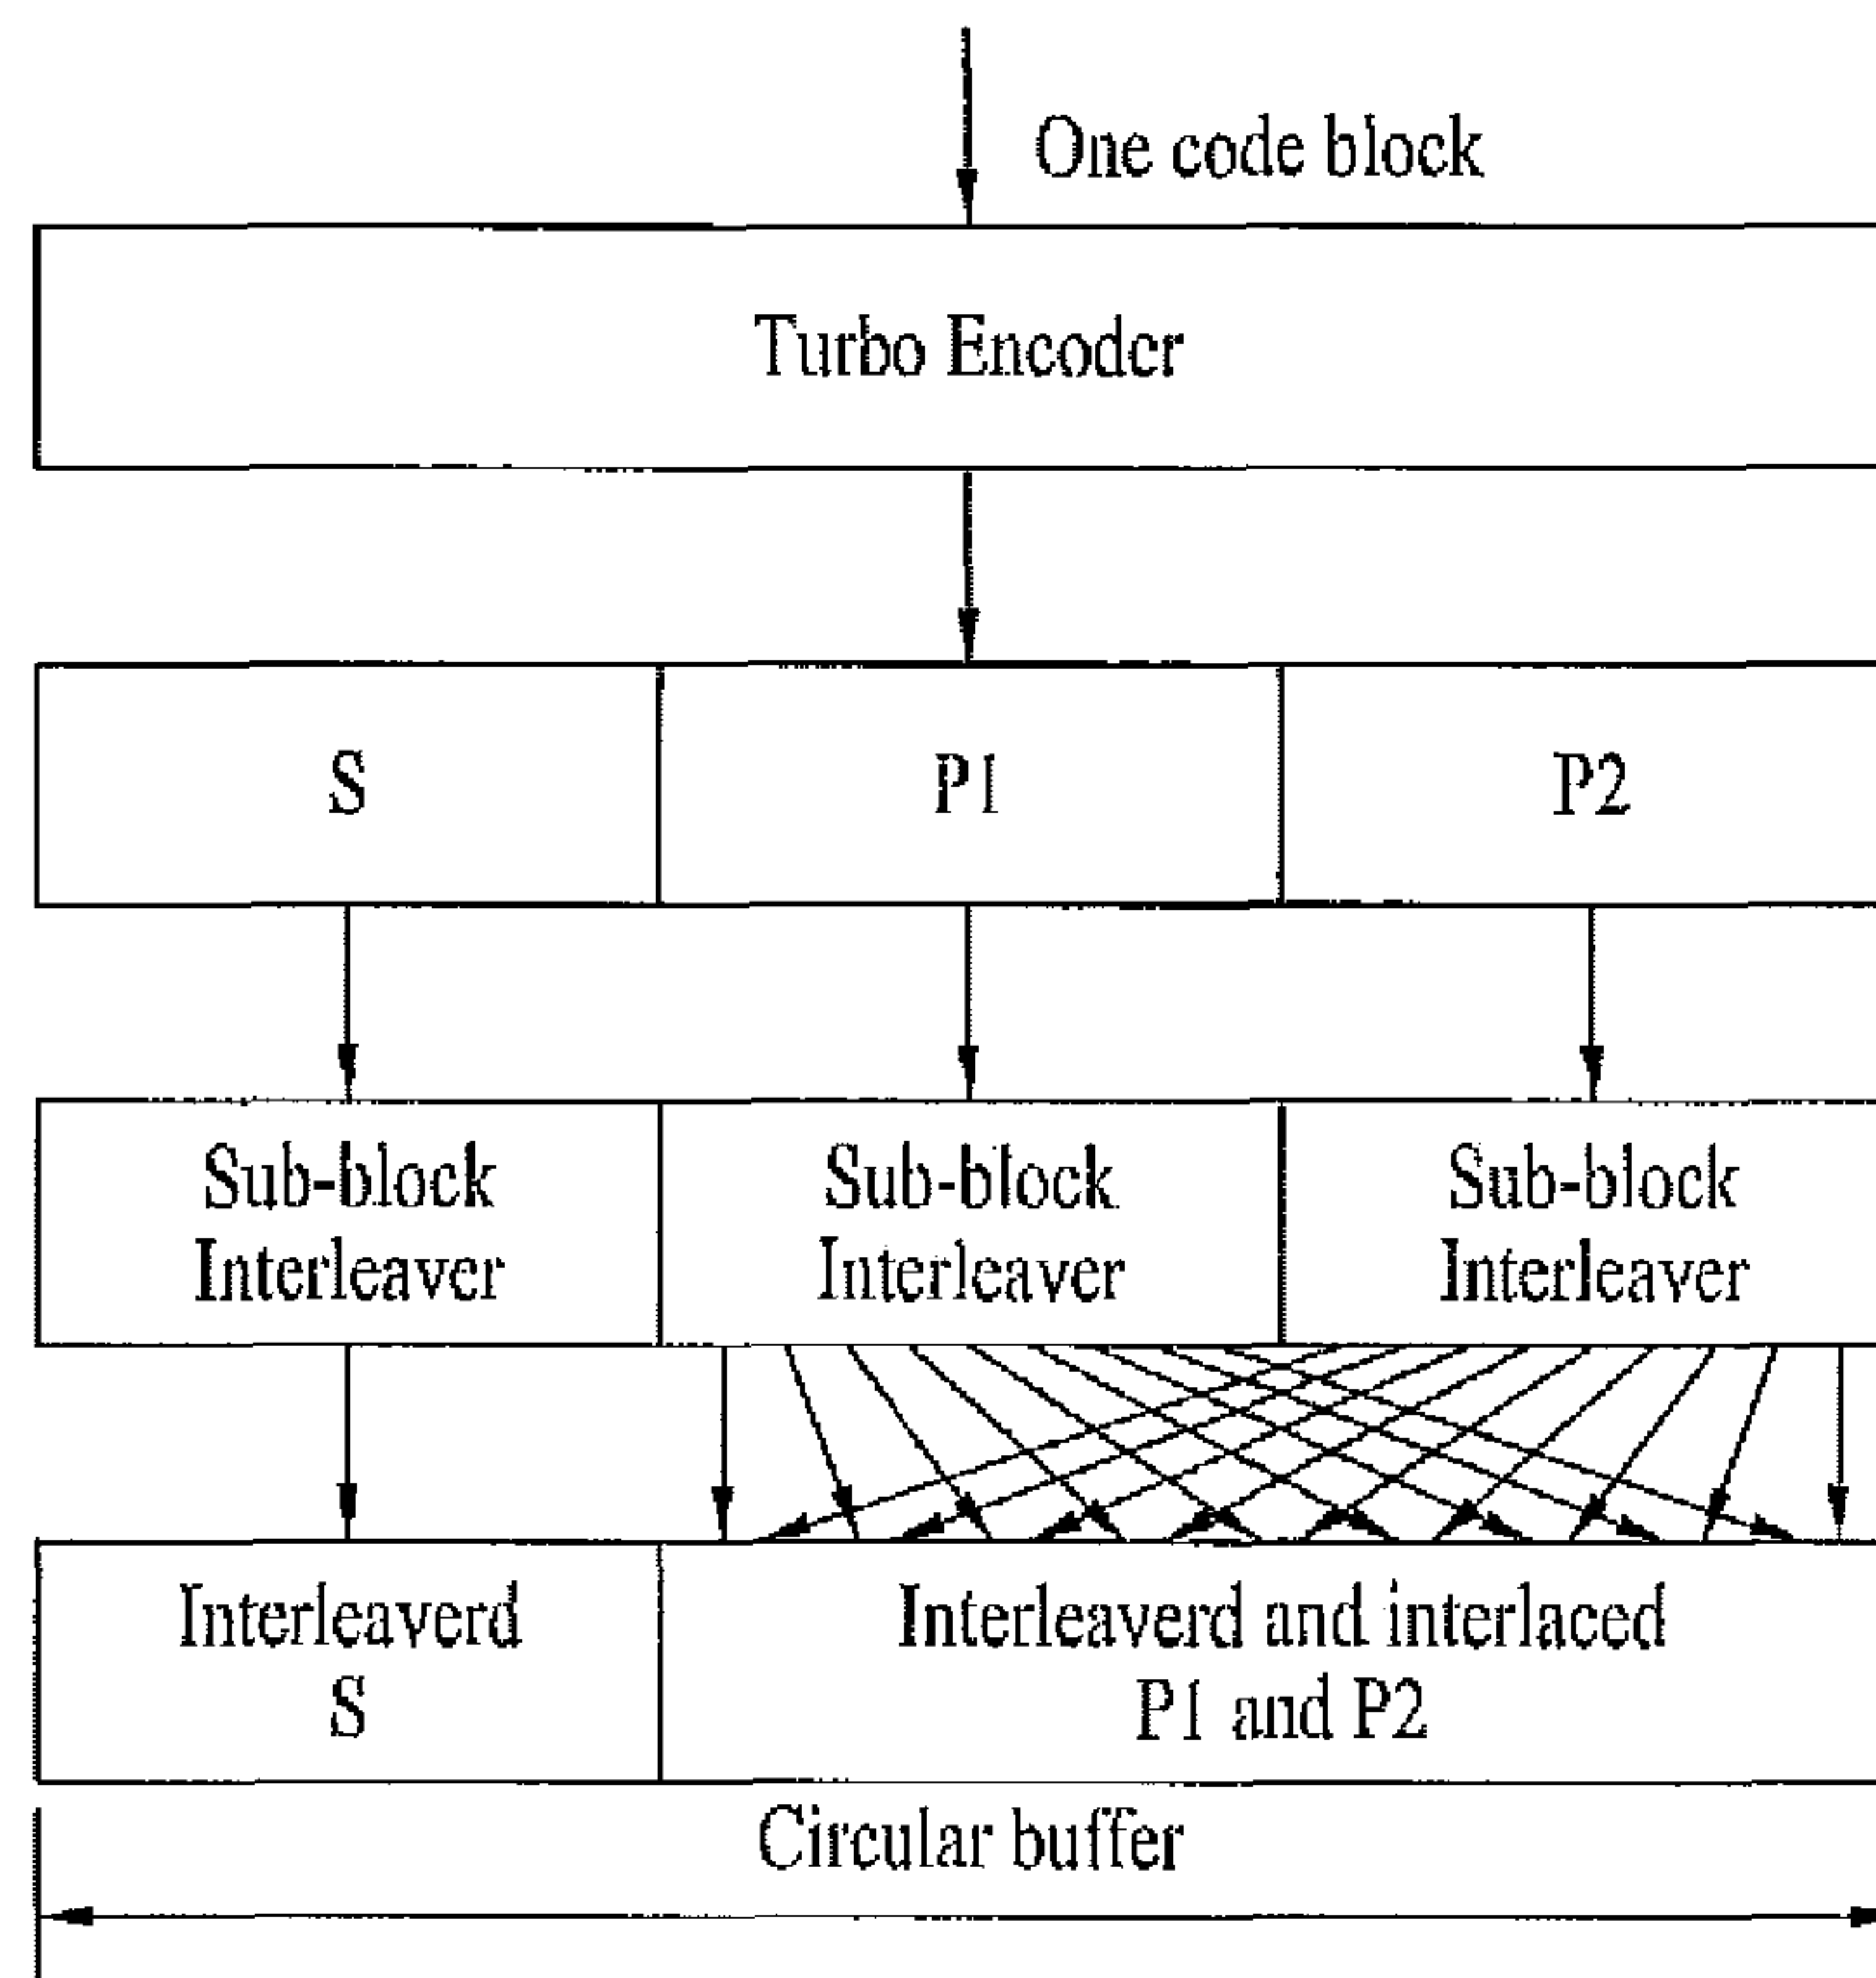 One code block
Turbo Encoder
S
P1
P2
Sub-block
Interleaver
Sub-block
Interleaver
Sub-block
Interleaver
Interleaverd
S
Interleaverd and interlaced
P1 and P2
Circular buffer